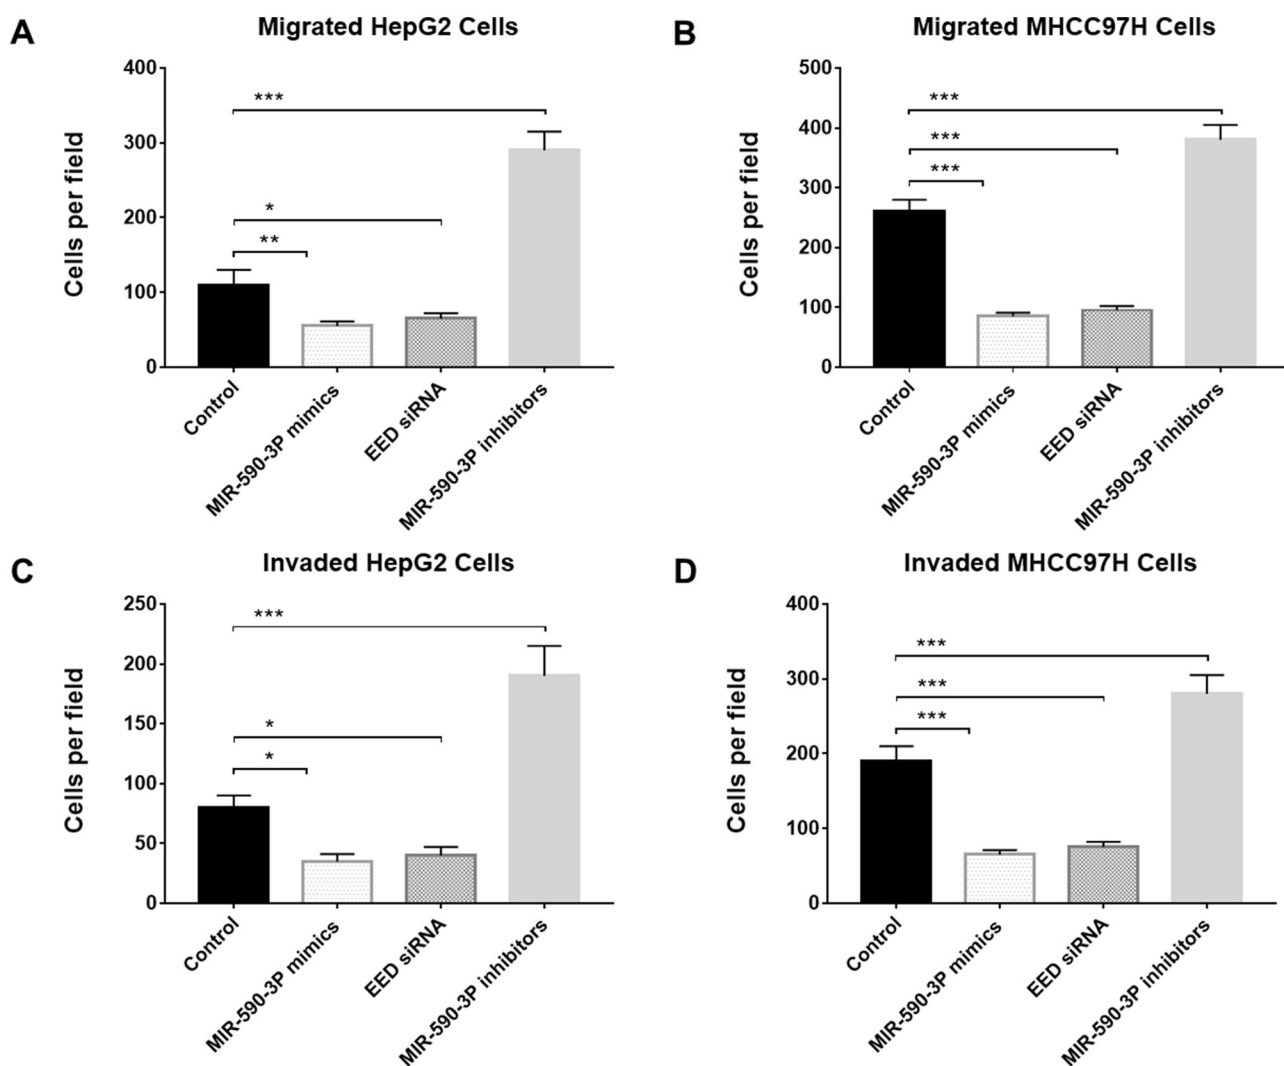 A
Migrated HepG2 Cells
Cells per field
400
300
200
100
0
***
*
**
Control
MIR-590-3P mimics
EED siRNA
MIR-590-3P inhibitors
B
Migrated MHCC97H Cells
Cells per field
500
400
300
200
100
0
***
***
***
Control
MIR-590-3P mimics
EED siRNA
MIR-590-3P inhibitors
C
Invaded HepG2 Cells
Cells per field
250
200
150
100
50
0
***
*
*
Control
MIR-590-3P mimics
EED siRNA
MIR-590-3P inhibitors
D
Invaded MHCC97H Cells
Cells per field
400
300
200
100
0
***
***
***
Control
MIR-590-3P mimics
EED siRNA
MIR-590-3P inhibitors